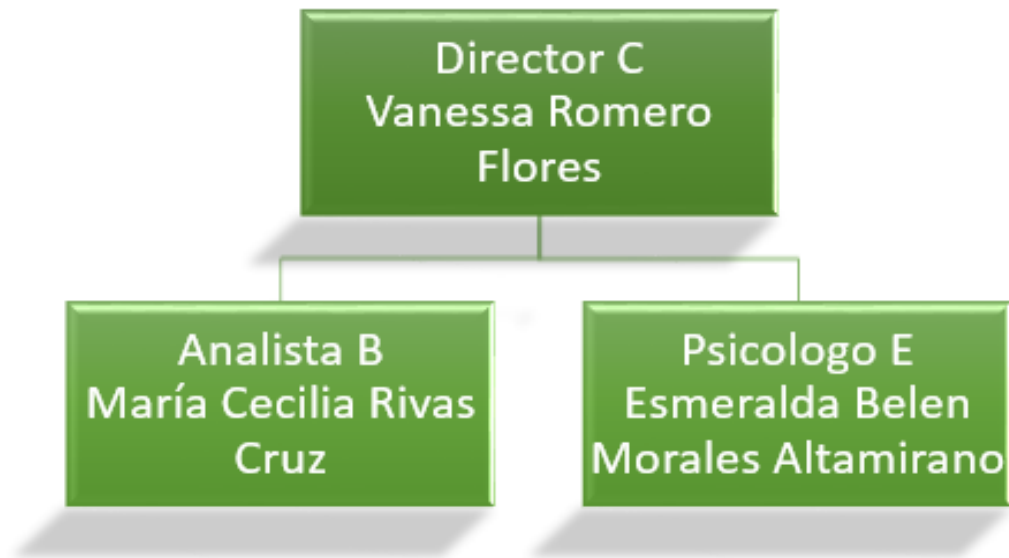 Director C
Vanessa Romero
Flores
Analista B
María Cecilia Rivas
Cruz
Psicologo E
Esmeralda Belen
Morales Altamirano